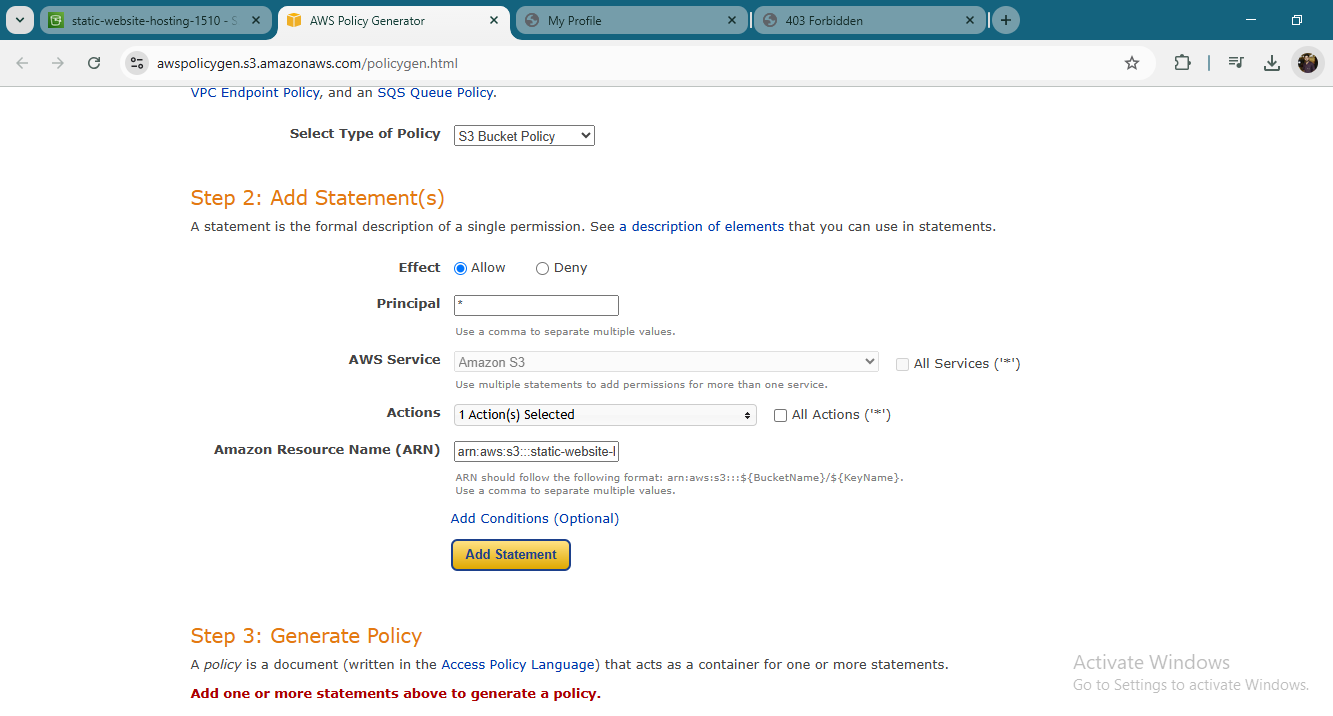 static-website-hosting-1510 - S
AWS Policy Generator
My Profile
403 Forbidden
awspolicygen.s3.amazonaws.com/policygen.html
VPC Endpoint Policy, and an SQS Queue Policy.
Select Type of Policy S3 Bucket Policy
Step 2: Add Statement(s)
A statement is the formal description of a single permission. See a description of elements that you can use in statements.
Effect Allow Deny
Principal *
Use a comma to separate multiple values.
AWS Service Amazon S3 All Services ('*')
Use multiple statements to add permissions for more than one service.
Actions 1 Action(s) Selected All Actions ('*')
Amazon Resource Name (ARN) arn:aws:s3:::static-website-l
ARN should follow the following format: arn:aws:s3:::${BucketName}/${KeyName}.
Use a comma to separate multiple values.
Add Conditions (Optional)
Add Statement
Step 3: Generate Policy
A policy is a document (written in the Access Policy Language) that acts as a container for one or more statements.
Add one or more statements above to generate a policy.
Activate Windows
Go to Settings to activate Windows.